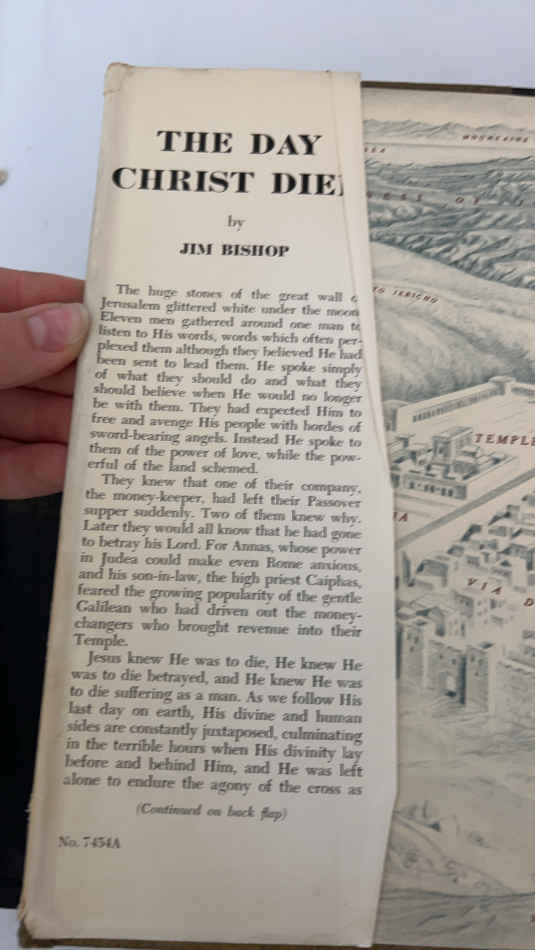 THE DAY
CHRIST DIE
by
JIM BISHOP
The huge stones of the great wall
Jerusalem glittered white under the moon
Eleven men gathered around one man to
listen to His words, words which often per-
plexed them although they believed He had
been sent to lead them. He spoke simply
of what they should do and what they
should believe when He would no longer
be with them. They had expected Him to
free and avenge His people with hordes of
sword-bearing angels. Instead He spoke to
them of the power of love, while the pow-
erful of the land schemed.
They knew that one of their company,
the money-keeper, had left their Passover
supper suddenly. Two of them knew why.
Later they would all know that he had gone
to betray his Lord. For Annas, whose power
in Judea could make even Rome anxious,
and his son-in-law, the high priest Caiphas,
feared the growing popularity of the gentle
Galilean who had driven out the money-
changers who brought revenue into their
Temple.
Jesus knew He was to die, He knew He
was to die betrayed, and He knew He was
to die suffering as a man. As we follow His
last day on earth, His divine and human
sides are constantly juxtaposed, culminating
in the terrible hours when His divinity lay
before and behind Him, and He was left
alone to endure the agony of the cross as
(Continued on back flap)
No. 7454A
MOUNTAINS
SEA
OF
TO JERICHO
TEMPLE
IA
VIA D